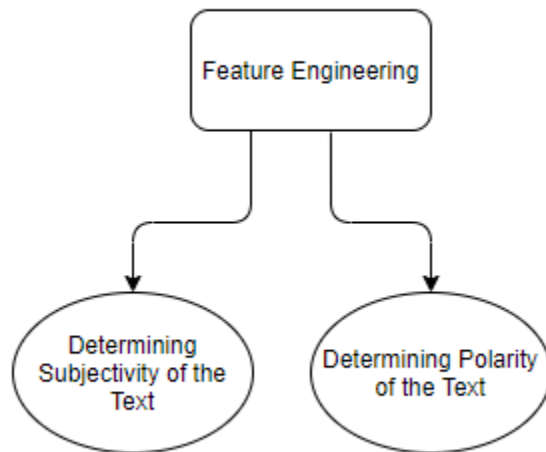 Feature Engineering
Determining
Subjectivity of the
Text
Determining Polarity
of the Text